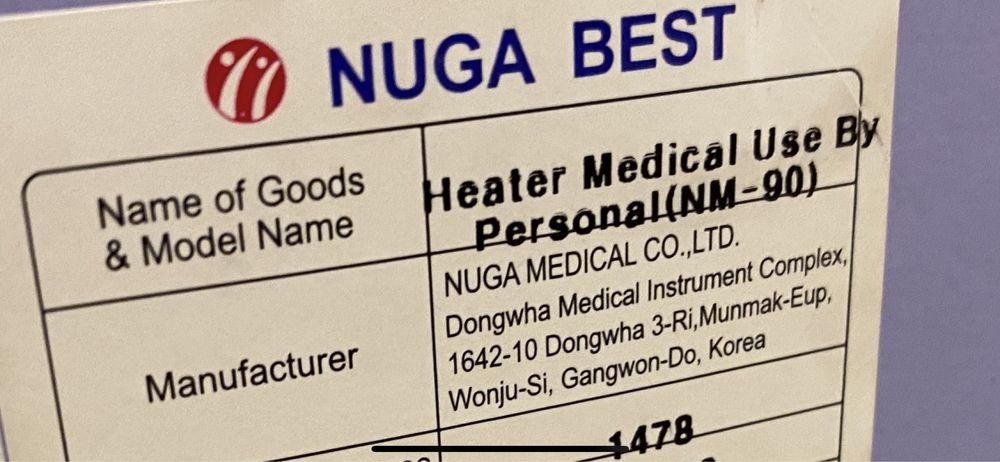 NUGA BEST
Name of Goods
& Model Name
Heater Medical Use By
Personal(NM-90)
Manufacturer
NUGA MEDICAL CO.,LTD.
Dongwha Medical Instrument Complex,
1642-10 Dongwha 3-Ri,Munmak-Eup,
Wonju-Si, Gangwon-Do, Korea
1478